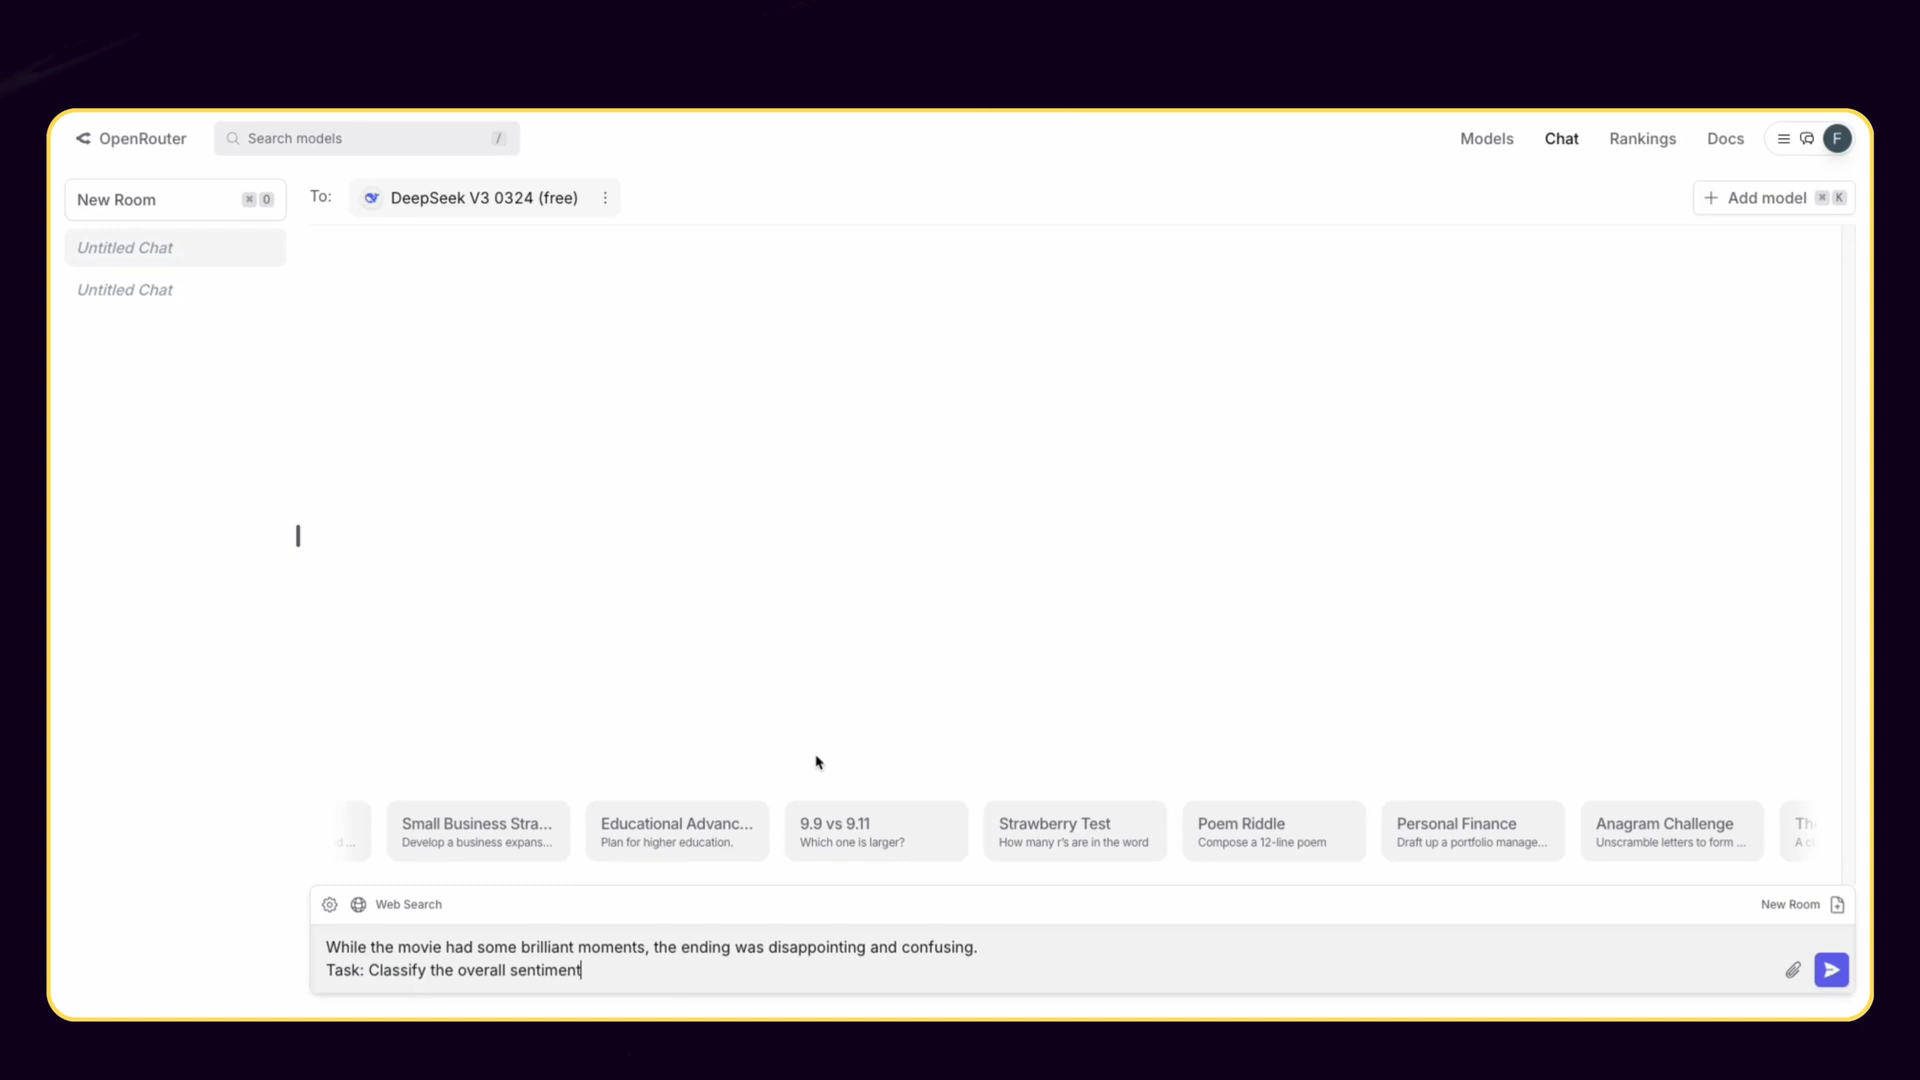 OpenRouter
Search models /
Models Chat Rankings Docs F
New Room ⌘ O
To: DeepSeek V3 0324 (free)
Add model ⌘ K
Untitled Chat
Untitled Chat
Small Business Stra... Educational Advanc... 9.9 vs 9.11 Strawberry Test Poem Riddle Personal Finance Anagram Challenge
Develop a business expans... Plan for higher education. Which one is larger? How many r's are in the word Compose a 12-line poem Draft up a portfolio manage... Unscramble letters to form ...
Web Search New Room
While the movie had some brilliant moments, the ending was disappointing and confusing.
Task: Classify the overall sentiment